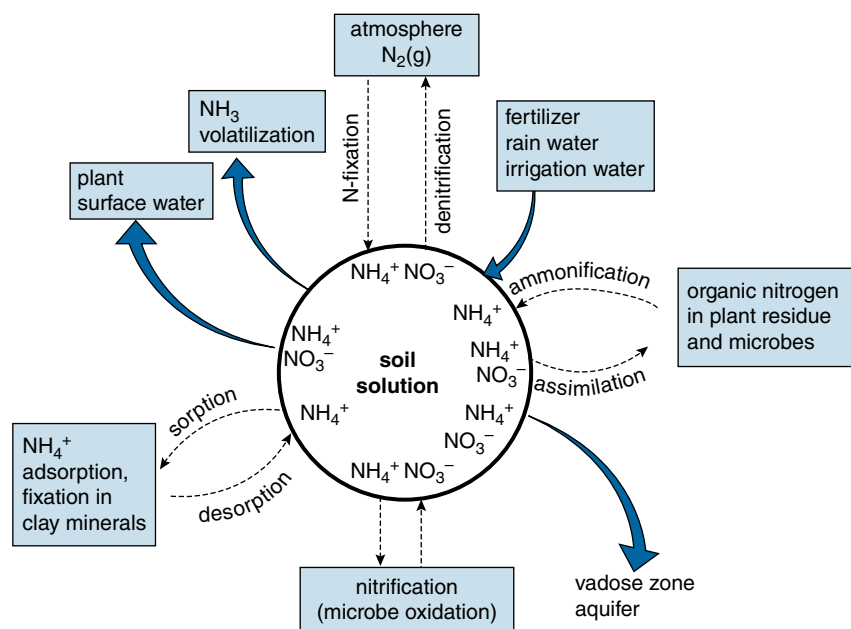 atmosphere
N₂(g)
NH₃
volatilization
fertilizer
rain water
irrigation water
plant
surface water
N-fixation
denitrification
NH₄⁺ NO₃⁻
ammonification
NH₄⁺
organic nitrogen
in plant residue
and microbes
NH₄⁺
NO₃⁻
NH₄⁺
NO₃⁻
assimilation
soil
solution
sorption
NH₄⁺
NH₄⁺
NO₃⁻
NH₄⁺
adsorption,
fixation in
clay minerals
desorption
NH₄⁺ NO₃⁻
nitrification
(microbe oxidation)
vadose zone
aquifer